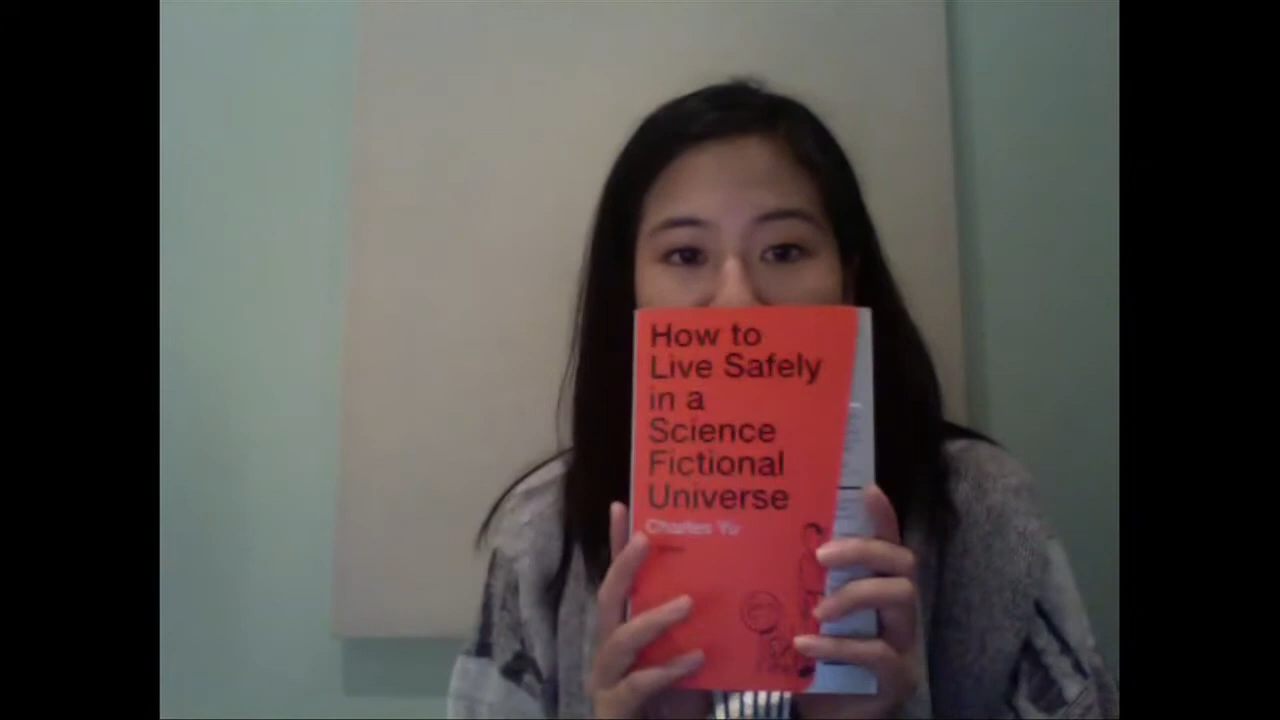 How to
Live Safely
in a
Science
Fictional
Universe
Charles Yu